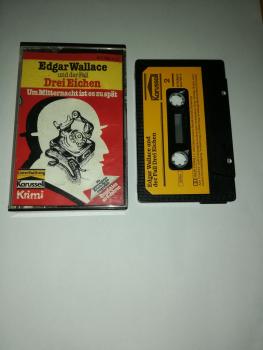 Edgar Wallace
und der Fall
Drei Eichen
Um Mitternacht ist es zu spät
Unterhaltung
Karussell
Krimi
Karussell
2
Edgar Wallace und
der Fall Drei Eichen